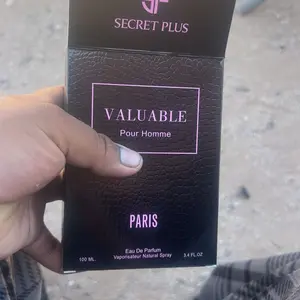 SECRET PLUS
VALUABLE
Pour Homme
PARIS
Eau De Parfum
100 ML. Vaporisateur Natural Spray 3.4 FL.OZ